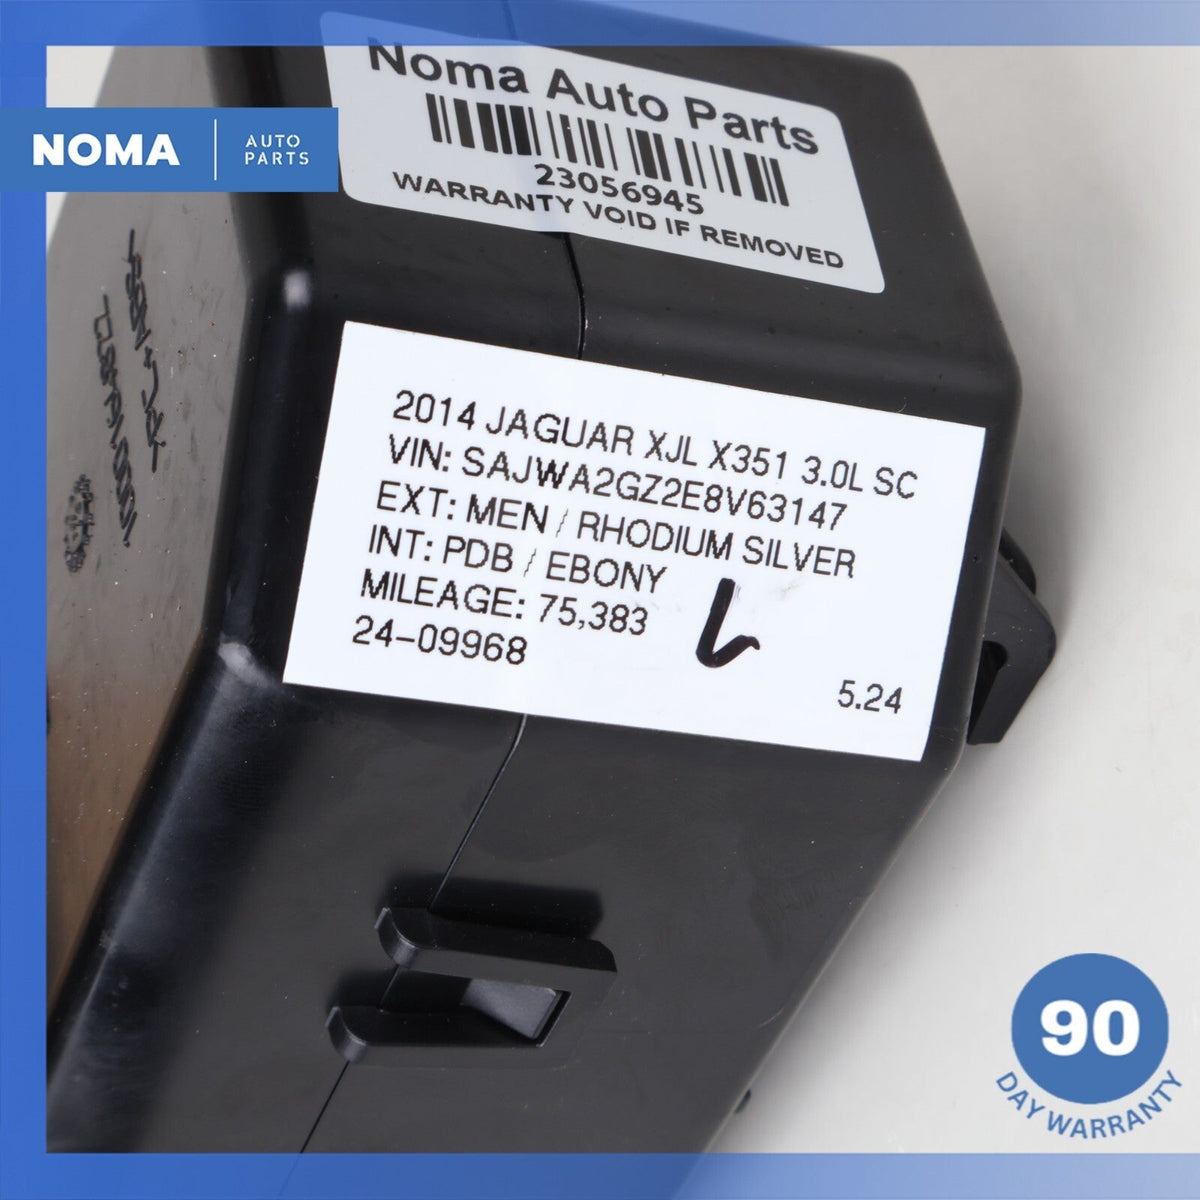 Noma Auto Parts
23056945
WARRANTY VOID IF REMOVED
NOMA
AUTO
PARTS
2014 JAGUAR XJL X351 3.0L SC
VIN: SAJWA2GZ2E8V63147
EXT: MEN / RHODIUM SILVER
INT: PDB / EBONY
MILEAGE: 75,383
24-09968
5.24
90
DAY WARRANTY